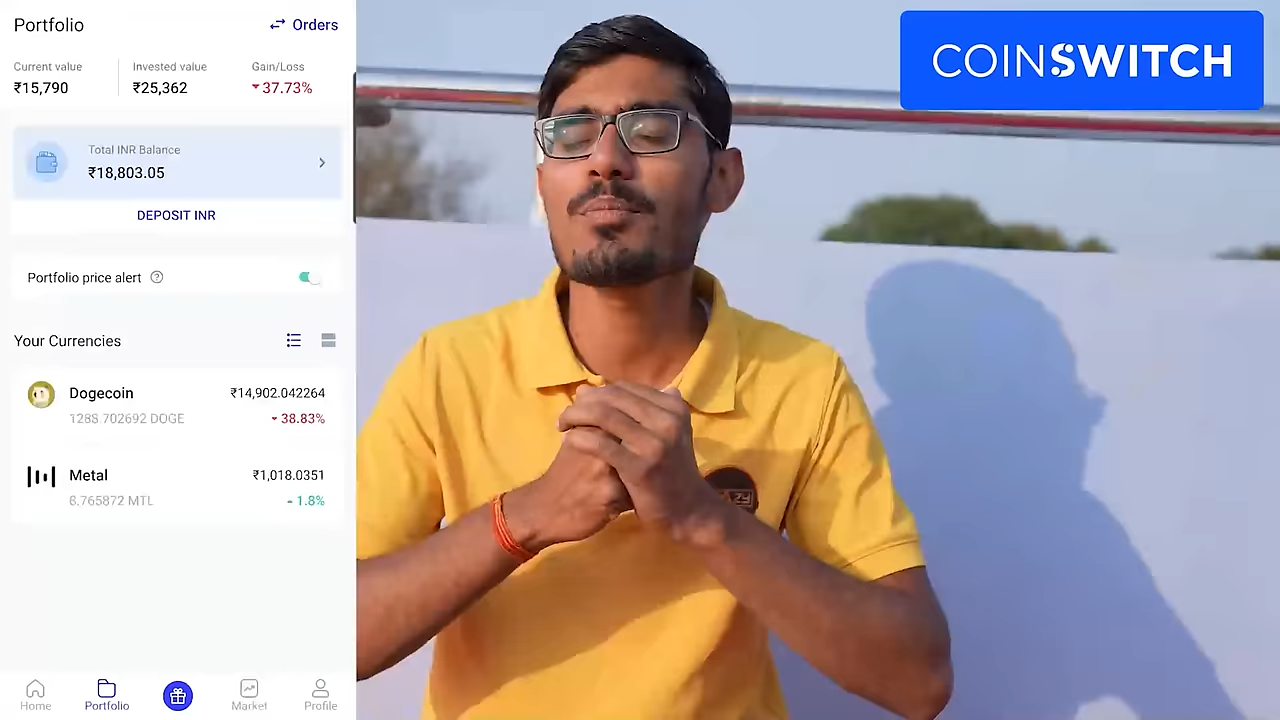 Portfolio
Orders
Current value
Invested value
Gain/Loss
₹15,790
₹25,362
37.73%
Total INR Balance
₹18,803.05
DEPOSIT INR
Portfolio price alert ?
Your Currencies
Dogecoin
₹14,902.042264
1288.702692 DOGE
38.83%
Metal
₹1,018.0351
6.765872 MTL
1.8%
Home
Portfolio
Market
Profile
COINSWITCH